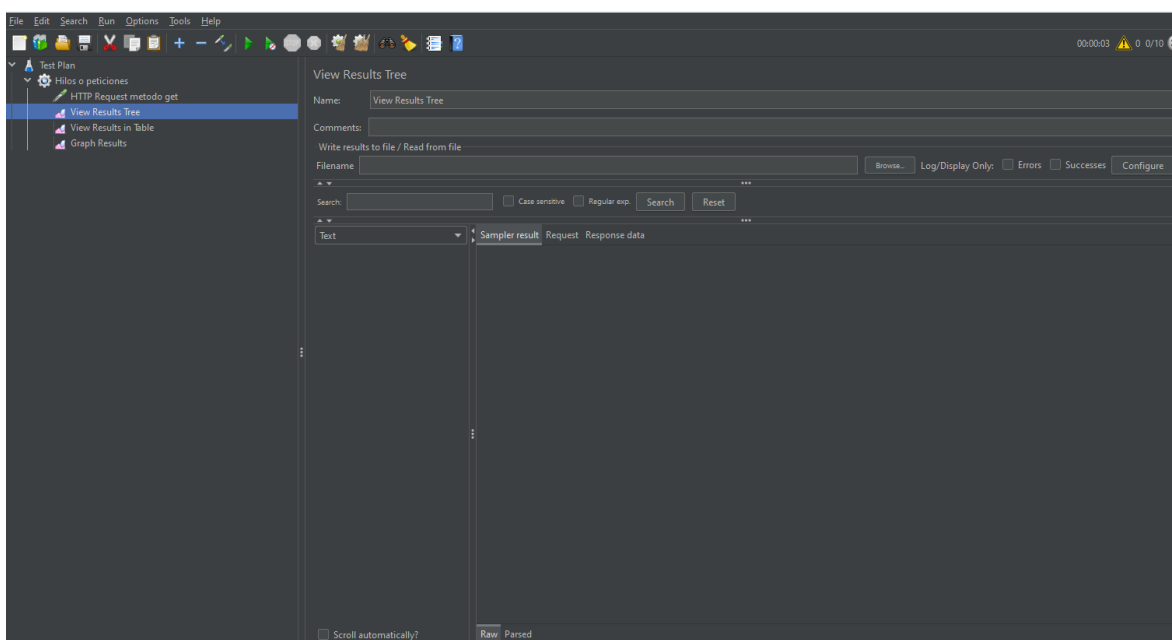 File Edit Search Run Options Tools Help
00:00:03 0 0/10
Test Plan
Hilos o peticiones
HTTP Request metodo get
View Results Tree
View Results in Table
Graph Results
View Results Tree
Name: View Results Tree
Comments:
Write results to file / Read from file
Filename Browse... Log/Display Only: Errors Successes Configure
Search: Case sensitive Regular exp. Search Reset
Text Sampler result Request Response data
Scroll automatically? Raw Parsed